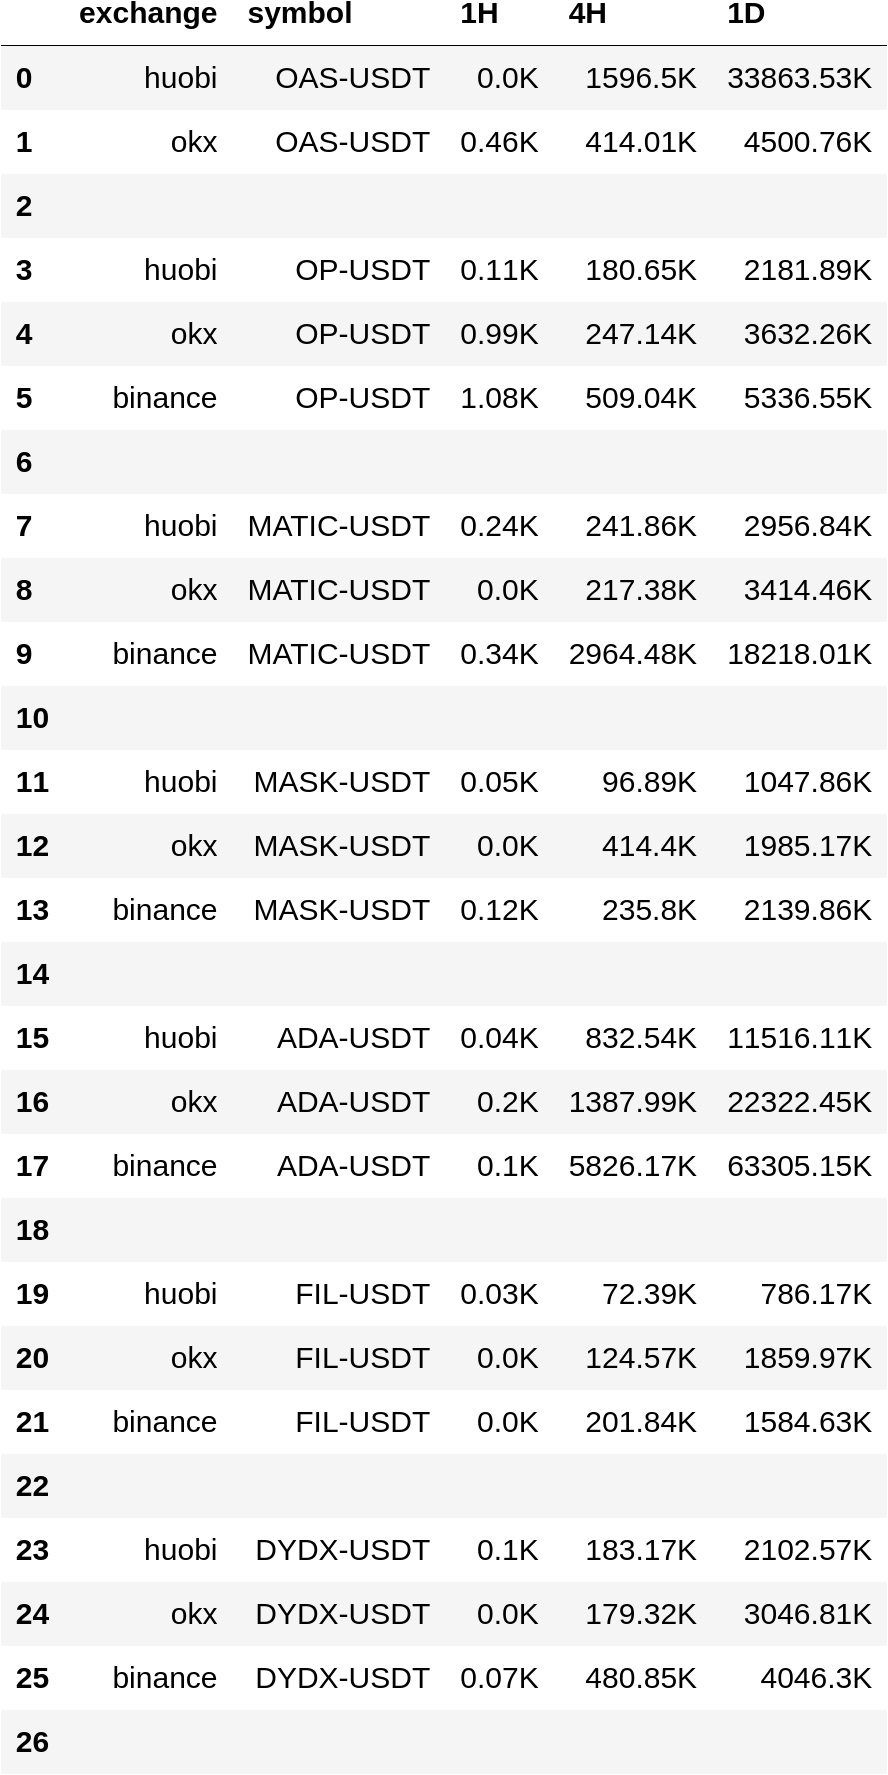 exchange symbol 1H 4H 1D
0 huobi OAS-USDT 0.0K 1596.5K 33863.53K
1 okx OAS-USDT 0.46K 414.01K 4500.76K
2
3 huobi OP-USDT 0.11K 180.65K 2181.89K
4 okx OP-USDT 0.99K 247.14K 3632.26K
5 binance OP-USDT 1.08K 509.04K 5336.55K
6
7 huobi MATIC-USDT 0.24K 241.86K 2956.84K
8 okx MATIC-USDT 0.0K 217.38K 3414.46K
9 binance MATIC-USDT 0.34K 2964.48K 18218.01K
10
11 huobi MASK-USDT 0.05K 96.89K 1047.86K
12 okx MASK-USDT 0.0K 414.4K 1985.17K
13 binance MASK-USDT 0.12K 235.8K 2139.86K
14
15 huobi ADA-USDT 0.04K 832.54K 11516.11K
16 okx ADA-USDT 0.2K 1387.99K 22322.45K
17 binance ADA-USDT 0.1K 5826.17K 63305.15K
18
19 huobi FIL-USDT 0.03K 72.39K 786.17K
20 okx FIL-USDT 0.0K 124.57K 1859.97K
21 binance FIL-USDT 0.0K 201.84K 1584.63K
22
23 huobi DYDX-USDT 0.1K 183.17K 2102.57K
24 okx DYDX-USDT 0.0K 179.32K 3046.81K
25 binance DYDX-USDT 0.07K 480.85K 4046.3K
26